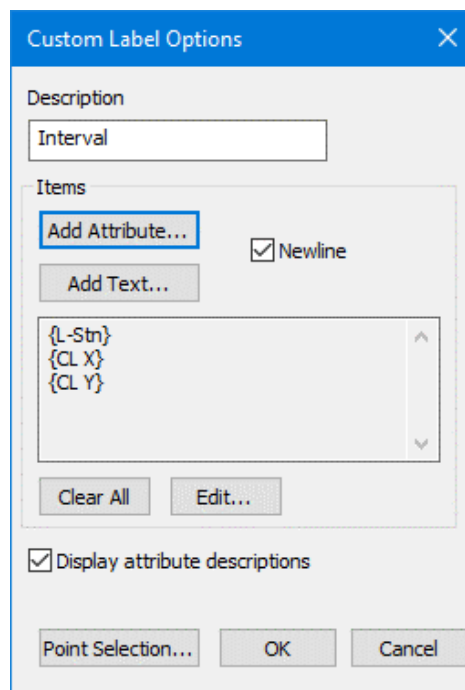 Custom Label Options
Description
Interval
Items
Add Attribute...
Newline
Add Text...
{L-Stn}
{CL X}
{CL Y}
Clear All
Edit...
Display attribute descriptions
Point Selection...
OK
Cancel